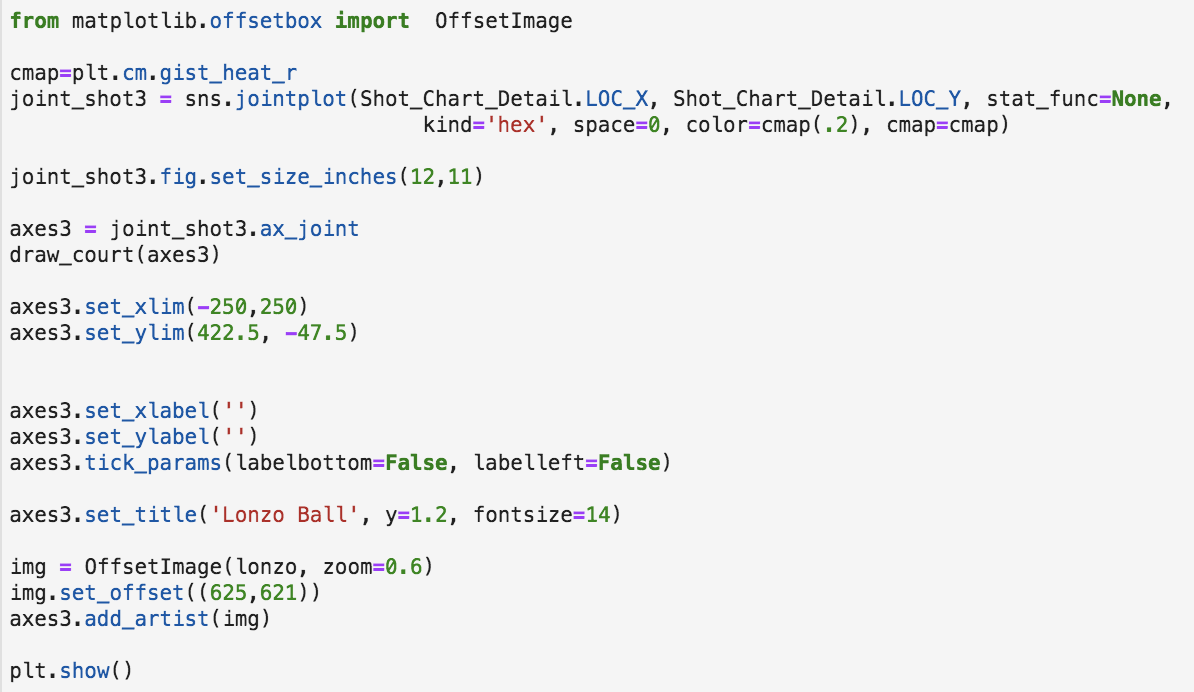 from matplotlib.offsetbox import  OffsetImage
cmap=plt.cm.gist_heat_r
joint_shot3 = sns.jointplot(Shot_Chart_Detail.LOC_X, Shot_Chart_Detail.LOC_Y, stat_func=None,
                                 kind='hex', space=0, color=cmap(.2), cmap=cmap)
joint_shot3.fig.set_size_inches(12,11)
axes3 = joint_shot3.ax_joint
draw_court(axes3)
axes3.set_xlim(-250,250)
axes3.set_ylim(422.5, -47.5)
axes3.set_xlabel('')
axes3.set_ylabel('')
axes3.tick_params(labelbottom=False, labelleft=False)
axes3.set_title('Lonzo Ball', y=1.2, fontsize=14)
img = OffsetImage(lonzo, zoom=0.6)
img.set_offset((625,621))
axes3.add_artist(img)
plt.show()